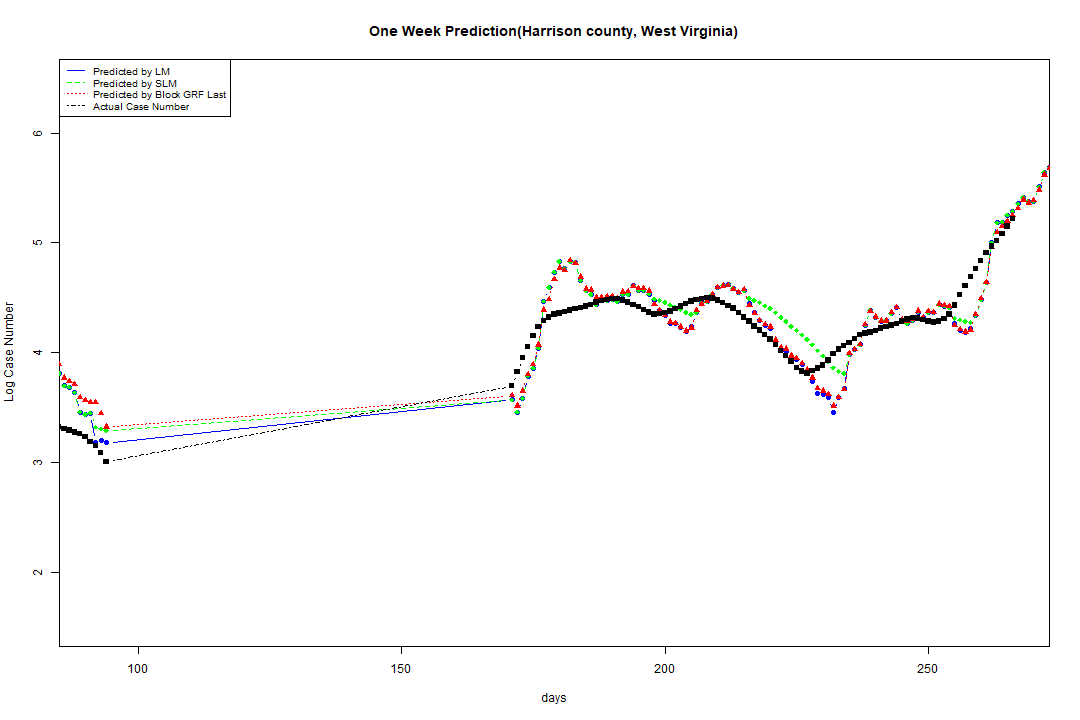 One Week Prediction(Harrison county, West Virginia)
Predicted by LM
Predicted by SLM
Predicted by Block GRF Last
Actual Case Number
6
5
4
3
2
Log Case Number
100 150 200 250
days